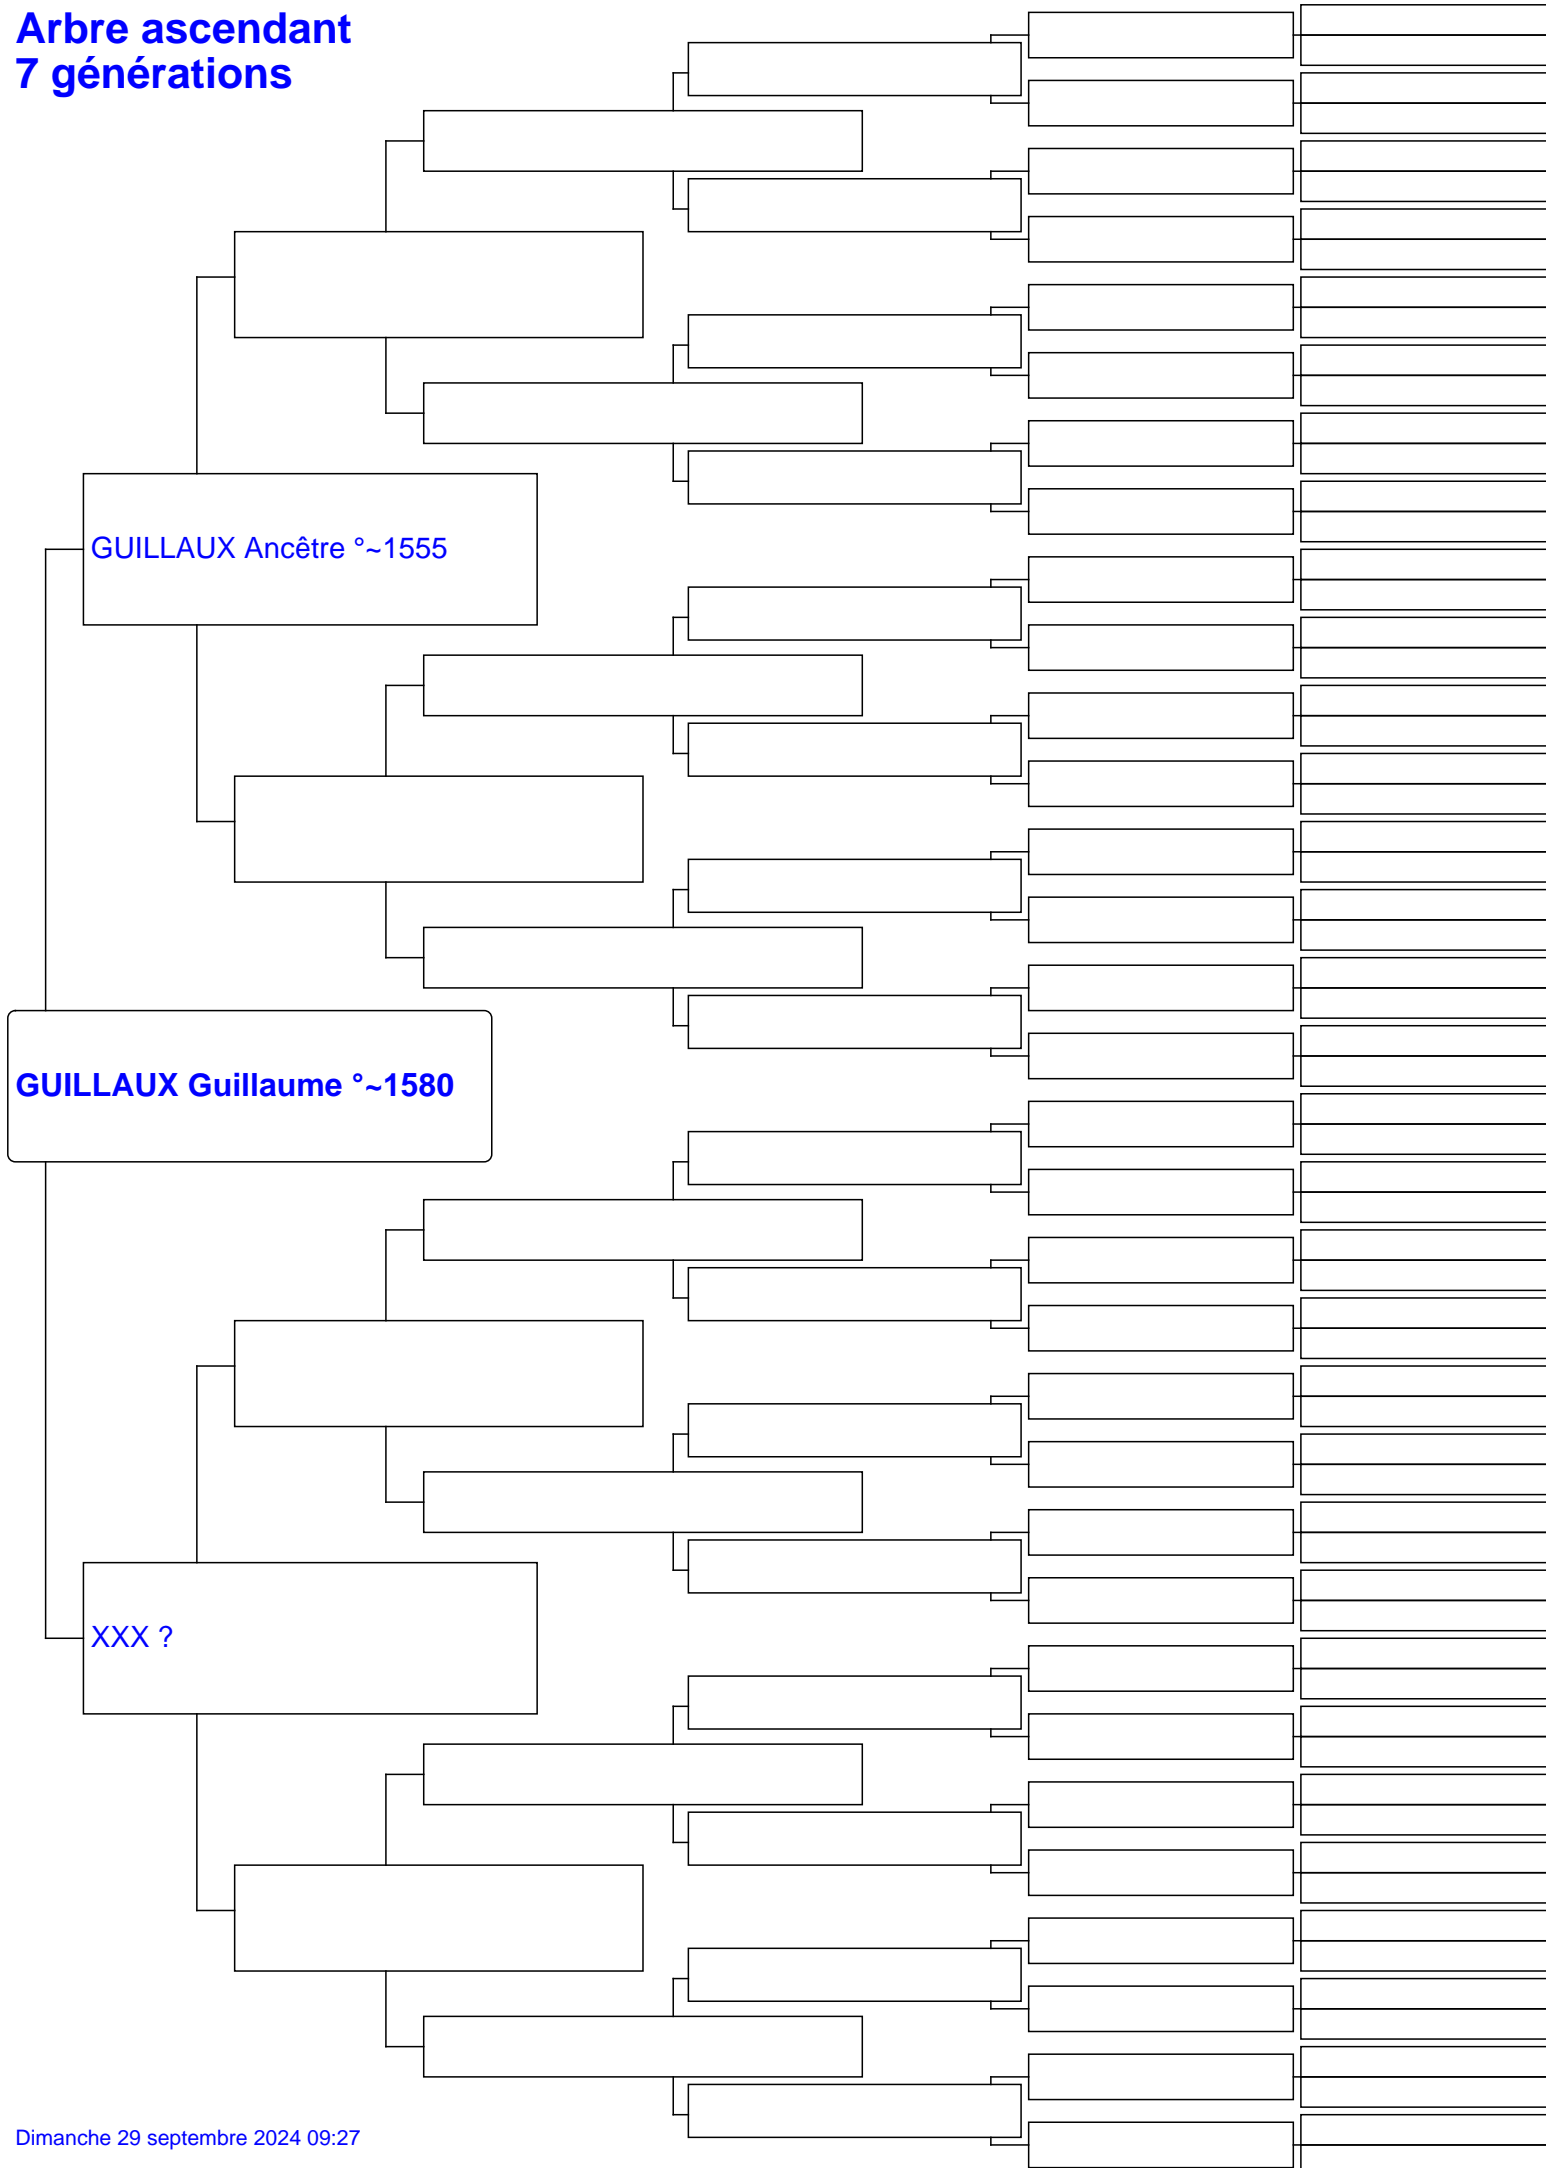 Arbre ascendant
7 générations
GUILLAUX Ancêtre °~1555
GUILLAUX Guillaume °~1580
XXX ?
Dimanche 29 septembre 2024 09:27